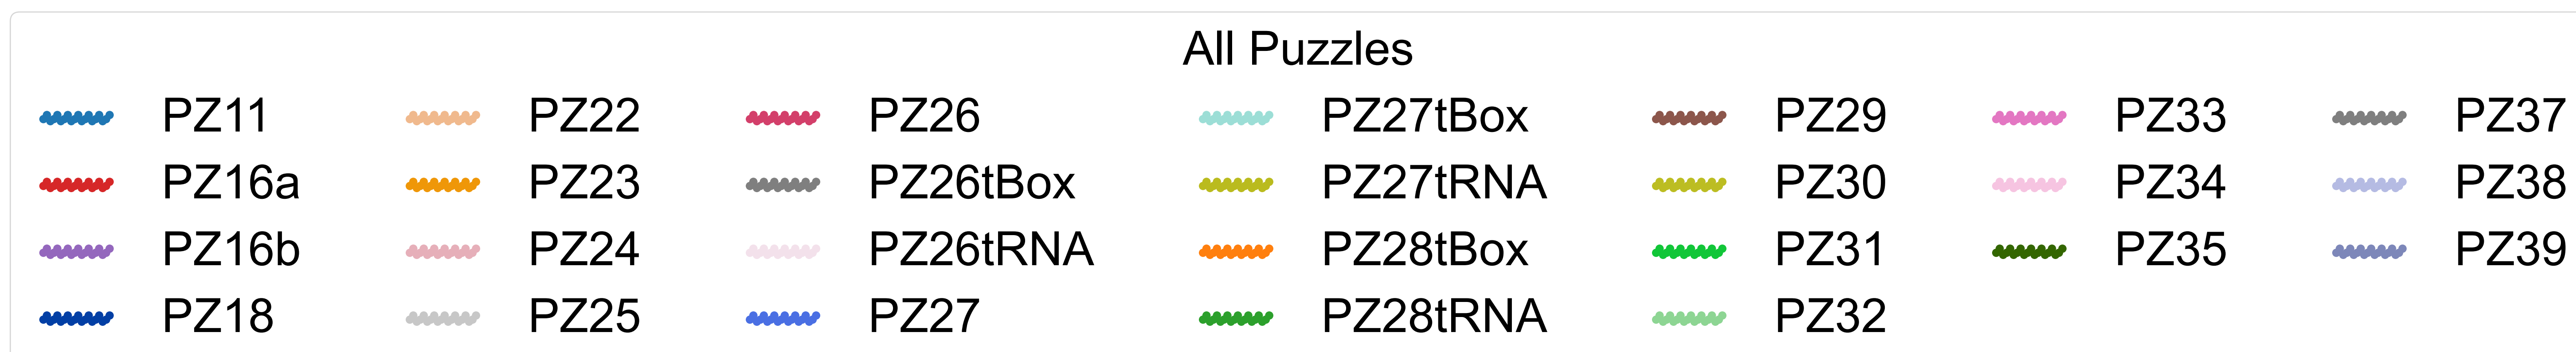 All Puzzles
PZ11 PZ22 PZ26 PZ27tBox PZ29 PZ33 PZ37
PZ16a PZ23 PZ26tBox PZ27tRNA PZ30 PZ34 PZ38
PZ16b PZ24 PZ26tRNA PZ28tBox PZ31 PZ35 PZ39
PZ18 PZ25 PZ27 PZ28tRNA PZ32